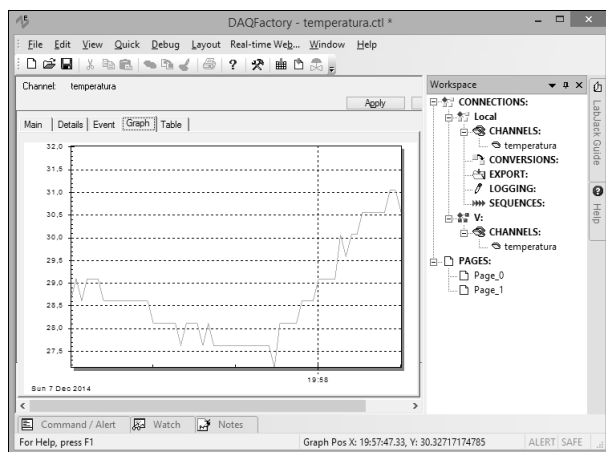 DAQFactory - temperatura.ctl *
File Edit View Quick Debug Layout Real-time Web... Window Help
Channel: temperatura
Apply
Main Details Event Graph Table
32,0
31,5
31,0
30,5
30,0
29,5
29,0
28,5
28,0
27,5
19:58
Sun 7 Dec 2014
Workspace
CONNECTIONS:
Local
CHANNELS:
temperatura
CONVERSIONS:
EXPORT:
LOGGING:
SEQUENCES:
V:
CHANNELS:
temperatura
PAGES:
Page_0
Page_1
LabJack Guide
Help
Command / Alert Watch Notes
For Help, press F1 Graph Pos X: 19:57:47.33, Y: 30.32717174785 ALERT SAFE